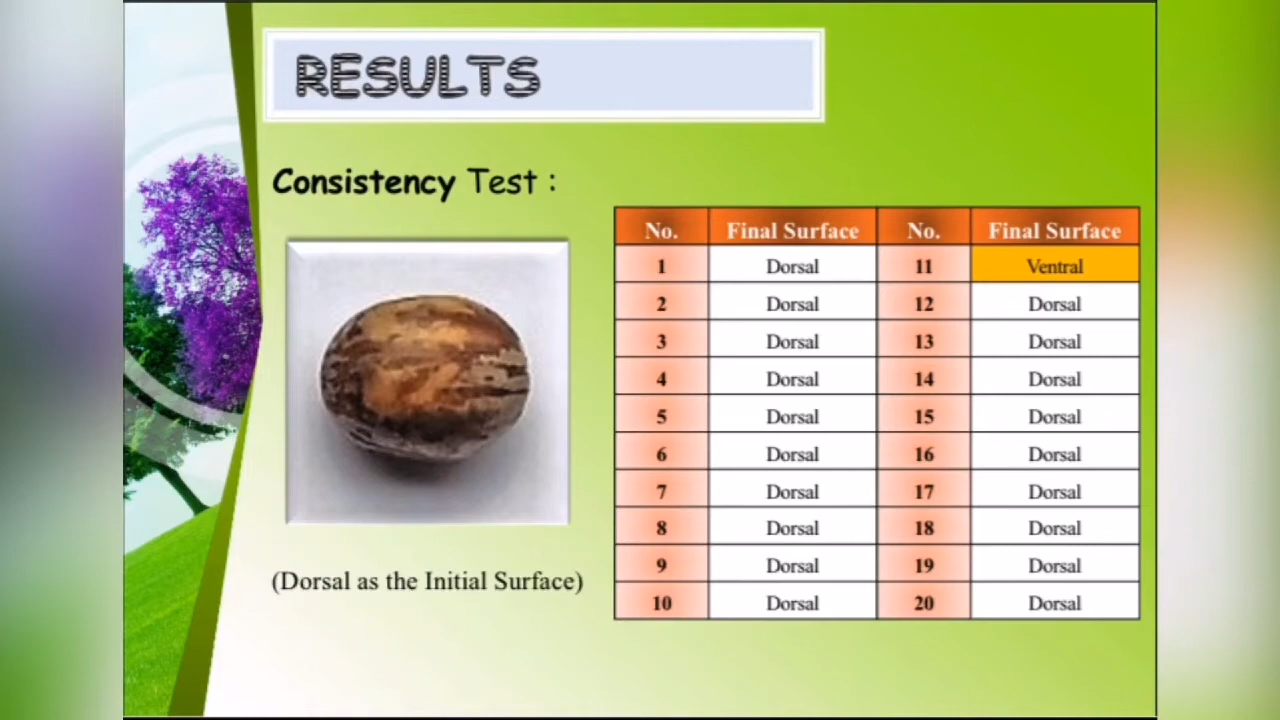 RESULTS
Consistency Test :
No. Final Surface No. Final Surface
1 Dorsal 11 Ventral
2 Dorsal 12 Dorsal
3 Dorsal 13 Dorsal
4 Dorsal 14 Dorsal
5 Dorsal 15 Dorsal
6 Dorsal 16 Dorsal
7 Dorsal 17 Dorsal
8 Dorsal 18 Dorsal
9 Dorsal 19 Dorsal
10 Dorsal 20 Dorsal
(Dorsal as the Initial Surface)